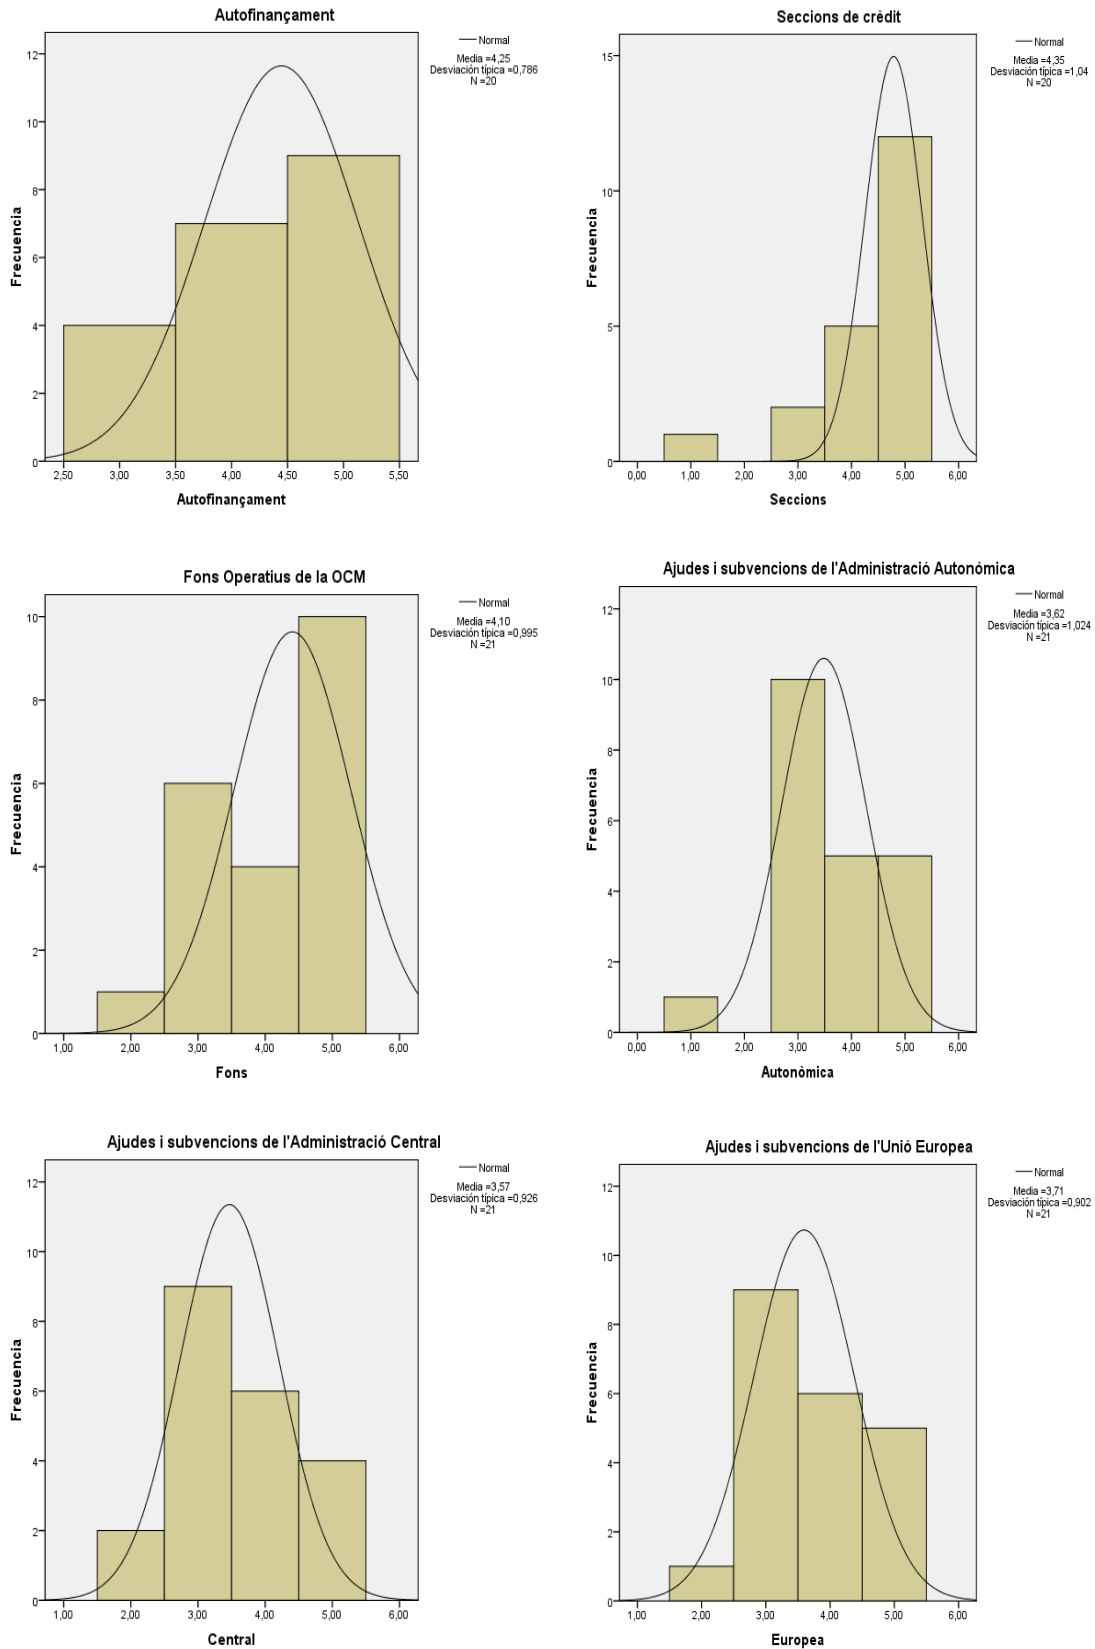 Autofinançament
Normal
Media =4,25
Desviación típica =0,786
N =20
Frecuencia
12
10
8
6
4
2
0
2,50 3,00 3,50 4,00 4,50 5,00 5,50
Autofinançament
Seccions de crèdit
Normal
Media =4,35
Desviación típica =1,04
N =20
Frecuencia
15
10
5
0
0,00 1,00 2,00 3,00 4,00 5,00 6,00
Seccions
Fons Operatius de la OCM
Normal
Media =4,10
Desviación típica =0,995
N =21
Frecuencia
10
8
6
4
2
0
1,00 2,00 3,00 4,00 5,00 6,00
Fons
Ajudes i subvencions de l'Administració Autonòmica
Normal
Media =3,62
Desviación típica =1,024
N =21
Frecuencia
12
10
8
6
4
2
0
0,00 1,00 2,00 3,00 4,00 5,00 6,00
Autonòmica
Ajudes i subvencions de l'Administració Central
Normal
Media =3,57
Desviación típica =0,926
N =21
Frecuencia
12
10
8
6
4
2
0
1,00 2,00 3,00 4,00 5,00 6,00
Central
Ajudes i subvencions de l'Unió Europea
Normal
Media =3,71
Desviación típica =0,902
N =21
Frecuencia
12
10
8
6
4
2
0
1,00 2,00 3,00 4,00 5,00 6,00
Europea